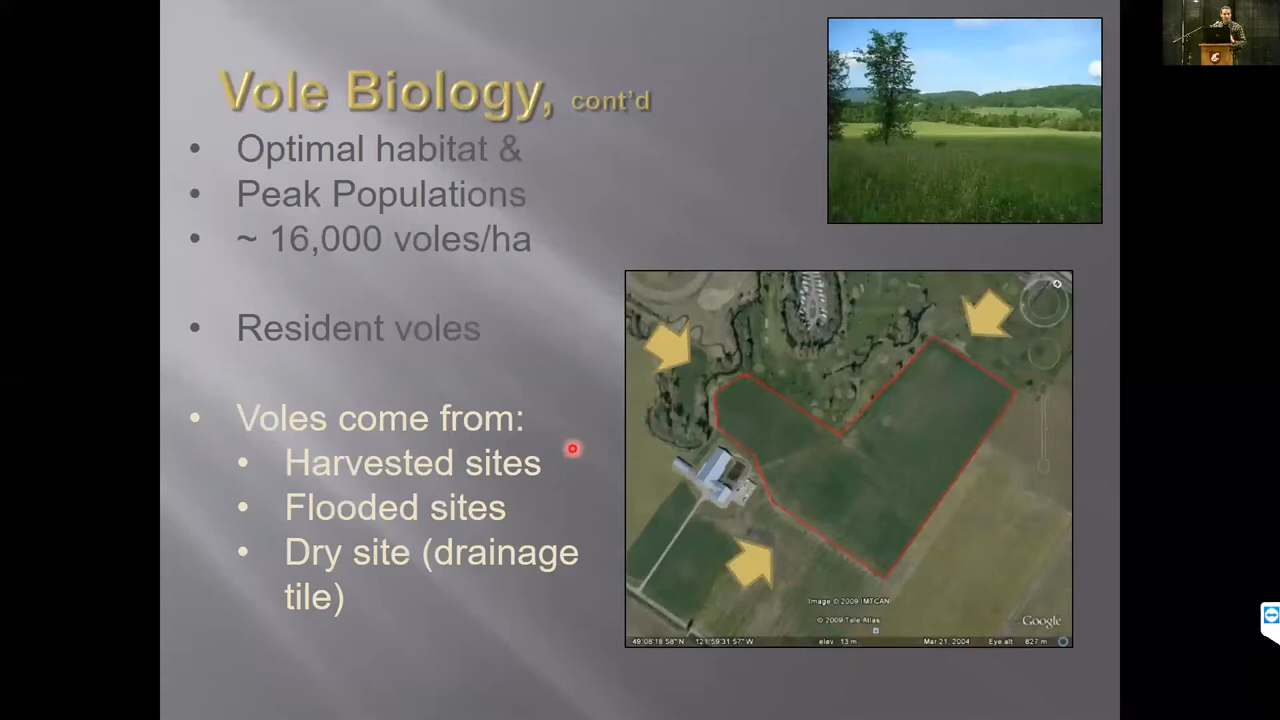 Vole Biology, cont'd
• Optimal habitat &
• Peak Populations
• ~ 16,000 voles/ha
• Resident voles
• Voles come from:
• Harvested sites
• Flooded sites
• Dry site (drainage
tile)
Image © 2009 IMTCAN
© 2009 Tele Atlas
Google
49°08'18.58" N 121°59'31.57" W elev 13 m Mar 21, 2004 Eye alt 827 m